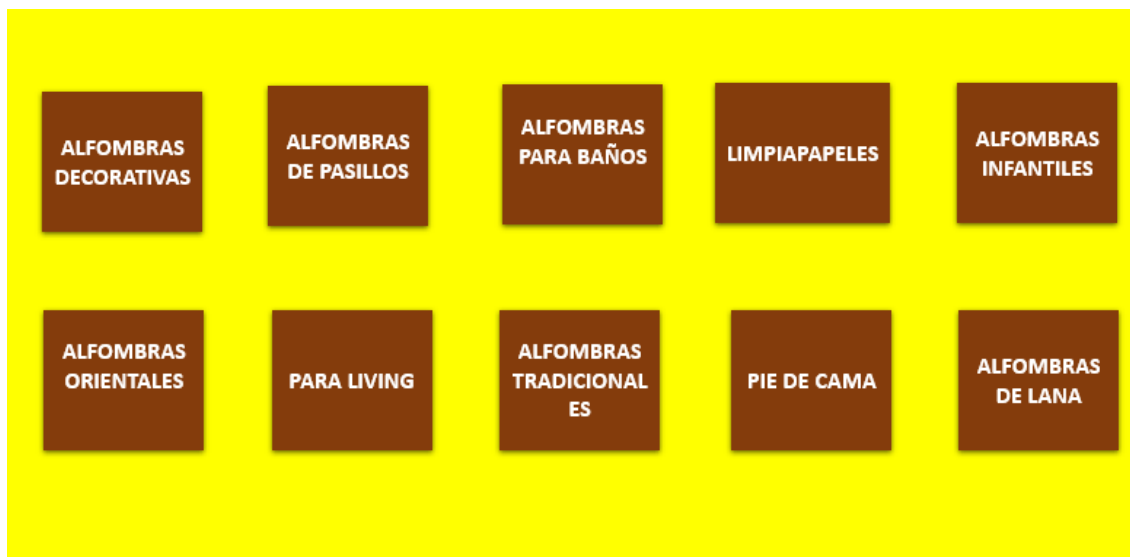 ALFOMBRAS
DECORATIVAS
ALFOMBRAS
DE PASILLOS
ALFOMBRAS
PARA BAÑOS
LIMPIAPAPELES
ALFOMBRAS
INFANTILES
ALFOMBRAS
ORIENTALES
PARA LIVING
ALFOMBRAS
TRADICIONAL
ES
PIE DE CAMA
ALFOMBRAS
DE LANA